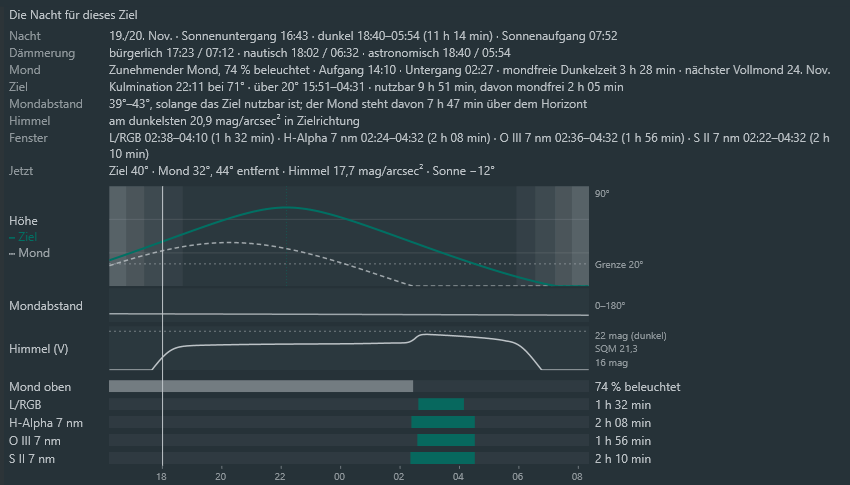 Die Nacht für dieses Ziel
Nacht 19./20. Nov. · Sonnenuntergang 16:43 · dunkel 18:40–05:54 (11 h 14 min) · Sonnenaufgang 07:52
Dämmerung bürgerlich 17:23 / 07:12 · nautisch 18:02 / 06:32 · astronomisch 18:40 / 05:54
Mond Zunehmender Mond, 74 % beleuchtet · Aufgang 14:10 · Untergang 02:27 · mondfreie Dunkelzeit 3 h 28 min · nächster Vollmond 24. Nov.
Ziel Kulmination 22:11 bei 71° · über 20° 15:51–04:31 · nutzbar 9 h 51 min, davon mondfrei 2 h 05 min
Mondabstand 39°–43°, solange das Ziel nutzbar ist; der Mond steht davon 7 h 47 min über dem Horizont
Himmel am dunkelsten 20,9 mag/arcsec² in Zielrichtung
Fenster L/RGB 02:38–04:10 (1 h 32 min) · H-Alpha 7 nm 02:24–04:32 (2 h 08 min) · O III 7 nm 02:36–04:32 (1 h 56 min) · S II 7 nm 02:22–04:32 (2 h
10 min)
Jetzt Ziel 40° · Mond 32°, 44° entfernt · Himmel 17,7 mag/arcsec² · Sonne −12°
90°
Höhe
– Ziel
– Mond
Grenze 20°
Mondabstand 0–180°
22 mag (dunkel)
Himmel (V) SQM 21,3
16 mag
Mond oben 74 % beleuchtet
L/RGB 1 h 32 min
H-Alpha 7 nm 2 h 08 min
O III 7 nm 1 h 56 min
S II 7 nm 2 h 10 min
18 20 22 00 02 04 06 08